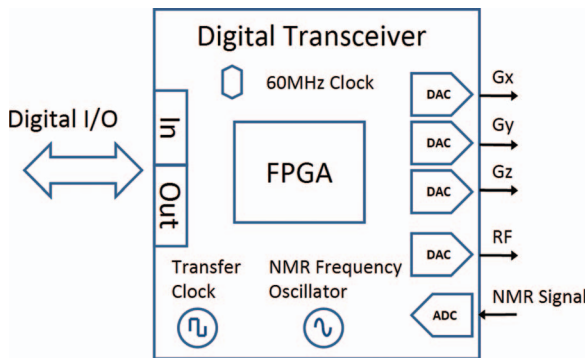 Digital Transceiver
60MHz Clock
Digital I/O
In
Out
FPGA
DAC
Gx
DAC
Gy
DAC
Gz
DAC
RF
ADC
NMR Signal
Transfer
Clock
NMR Frequency
Oscillator